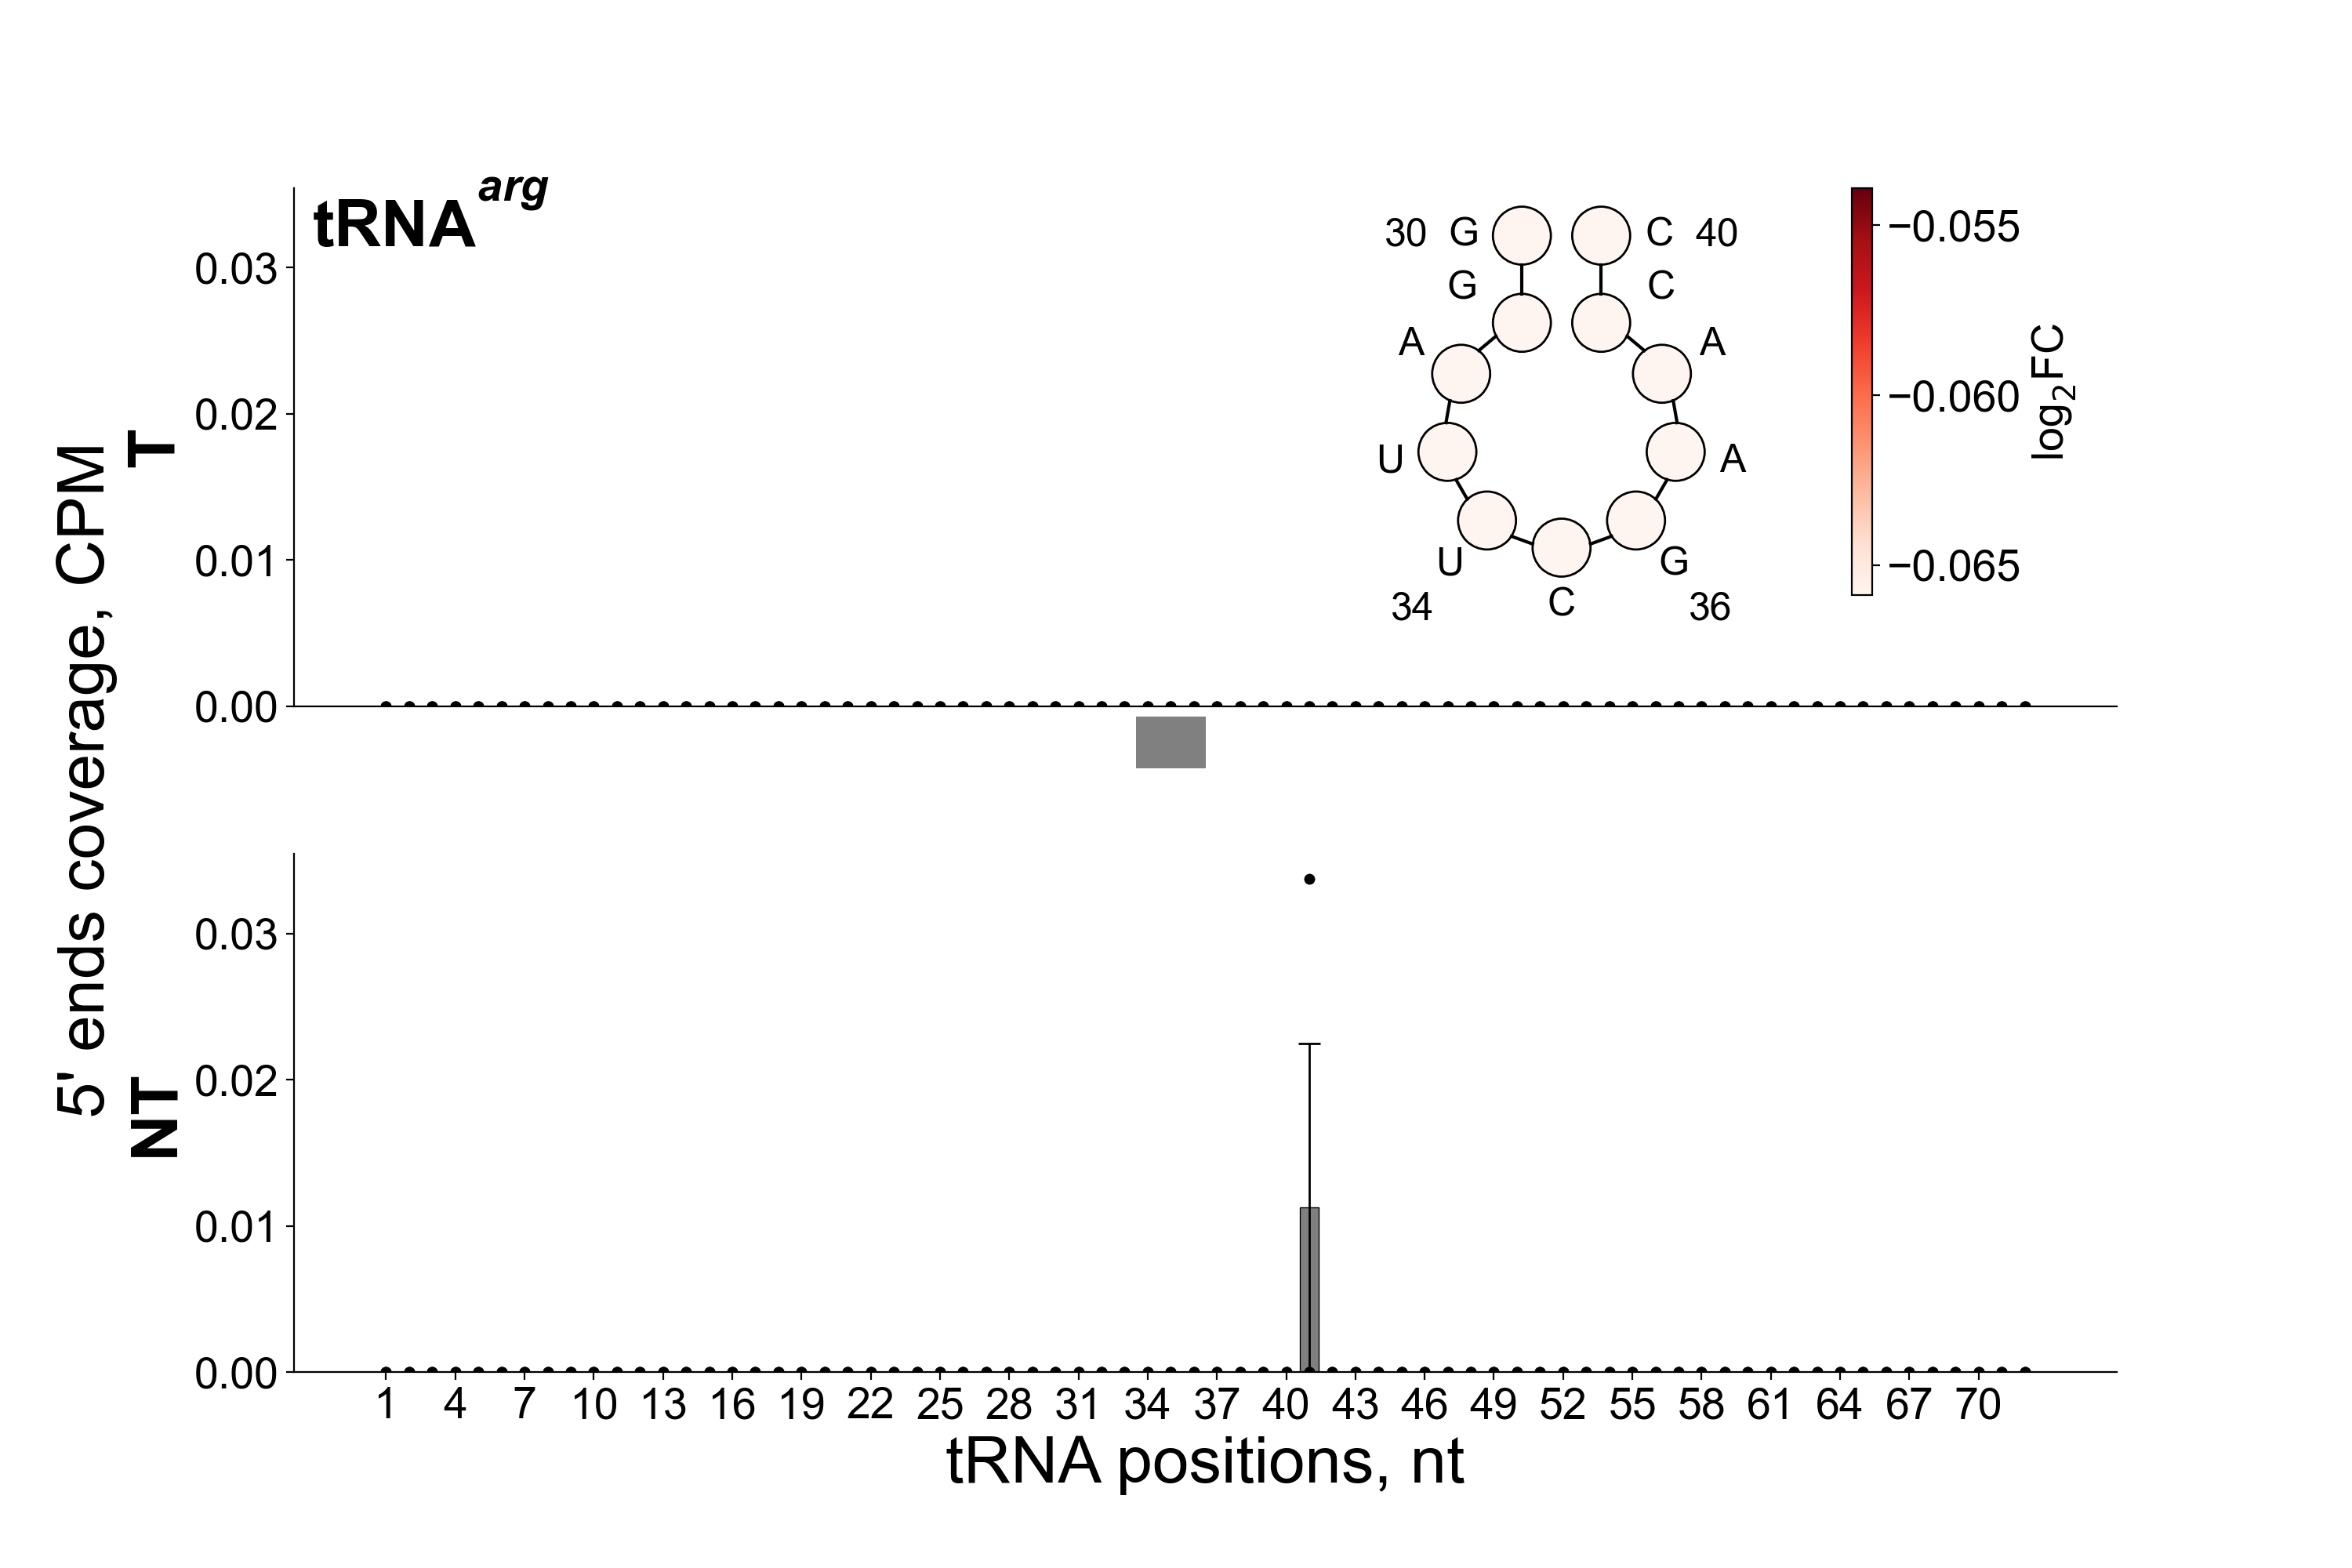 tRNA^arg
5' ends coverage, CPM
T
0.03
0.02
0.01
0.00
30 G C 40
G C
A A
U A
U G
34 C 36
−0.055
−0.060
−0.065
log₂FC
NT
0.03
0.02
0.01
0.00
1 4 7 10 13 16 19 22 25 28 31 34 37 40 43 46 49 52 55 58 61 64 67 70
tRNA positions, nt